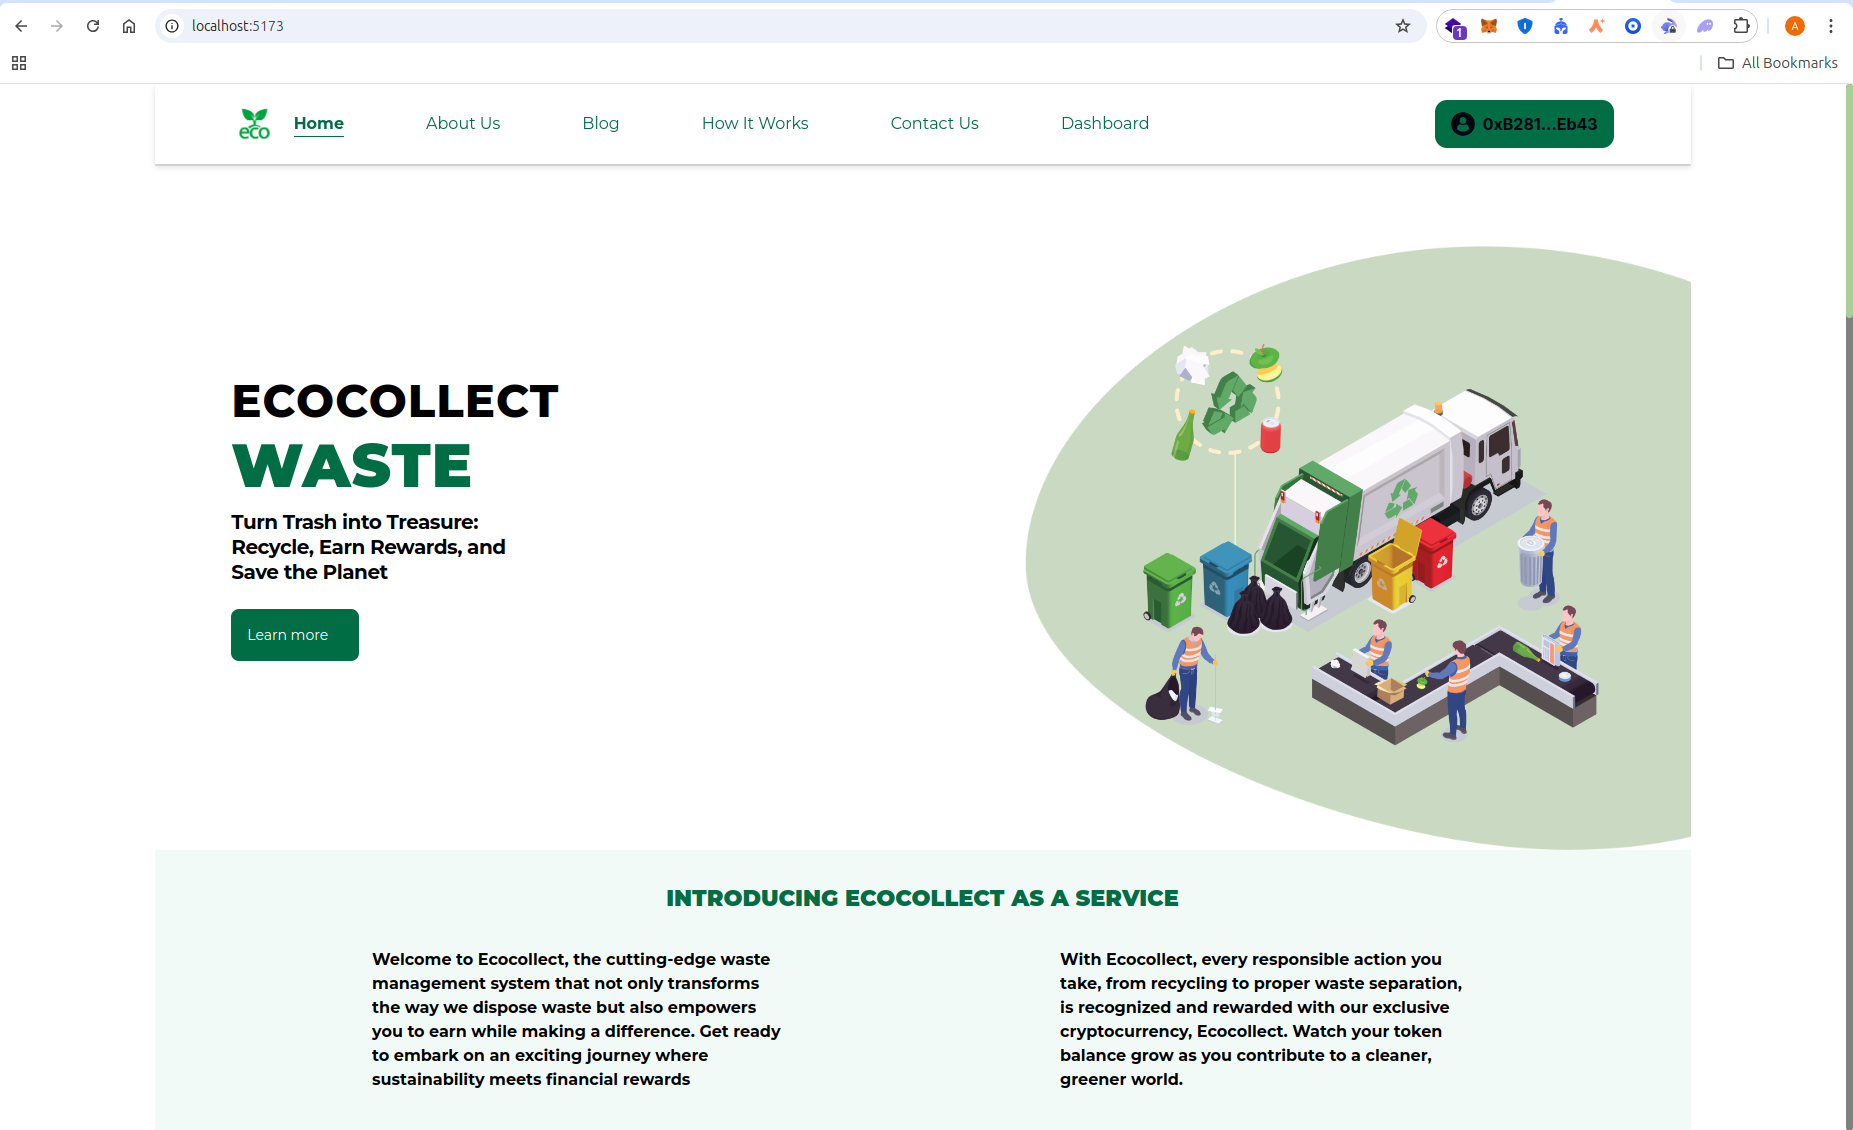 localhost:5173
1
A
All Bookmarks
eco
Home
About Us
Blog
How It Works
Contact Us
Dashboard
0xB281...Eb43
ECOCOLLECT
WASTE
Turn Trash into Treasure:
Recycle, Earn Rewards, and
Save the Planet
Learn more
INTRODUCING ECOCOLLECT AS A SERVICE
Welcome to Ecocollect, the cutting-edge waste
management system that not only transforms
the way we dispose waste but also empowers
you to earn while making a difference. Get ready
to embark on an exciting journey where
sustainability meets financial rewards
With Ecocollect, every responsible action you
take, from recycling to proper waste separation,
is recognized and rewarded with our exclusive
cryptocurrency, Ecocollect. Watch your token
balance grow as you contribute to a cleaner,
greener world.